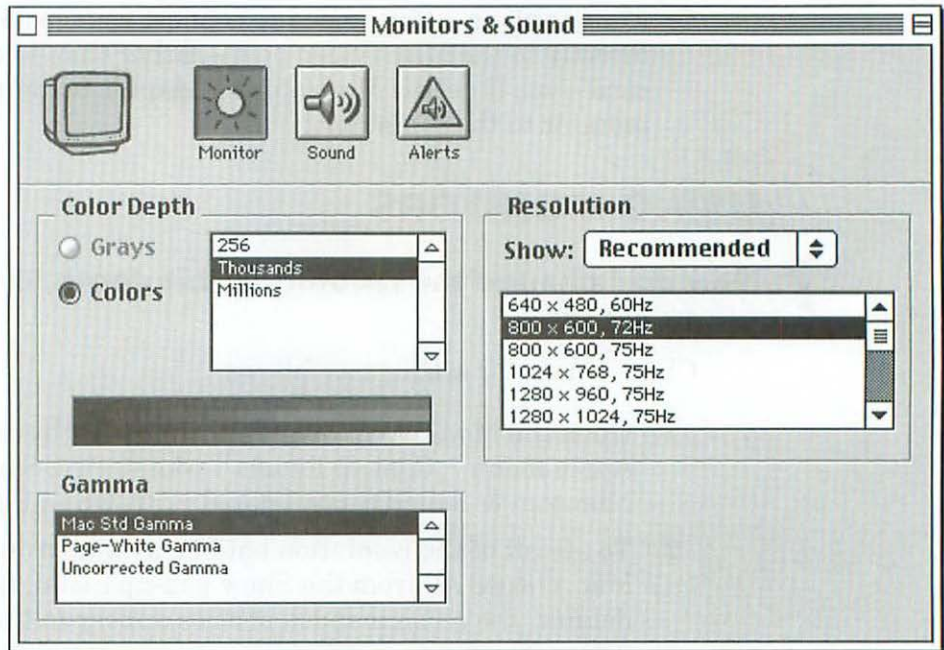 Monitors & Sound
Monitor
Sound
Alerts
Color Depth
Grays
Colors
256
Thousands
Millions
Resolution
Show: Recommended
640 x 480, 60Hz
800 x 600, 72Hz
800 x 600, 75Hz
1024 x 768, 75Hz
1280 x 960, 75Hz
1280 x 1024, 75Hz
Gamma
Mac Std Gamma
Page-White Gamma
Uncorrected Gamma